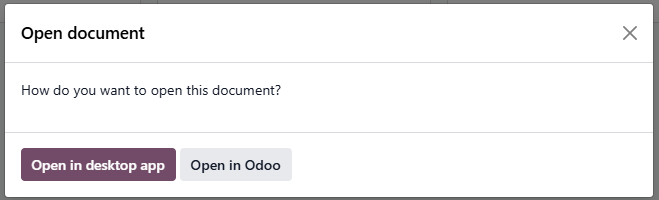 Open document
How do you want to open this document?
Open in desktop app
Open in Odoo